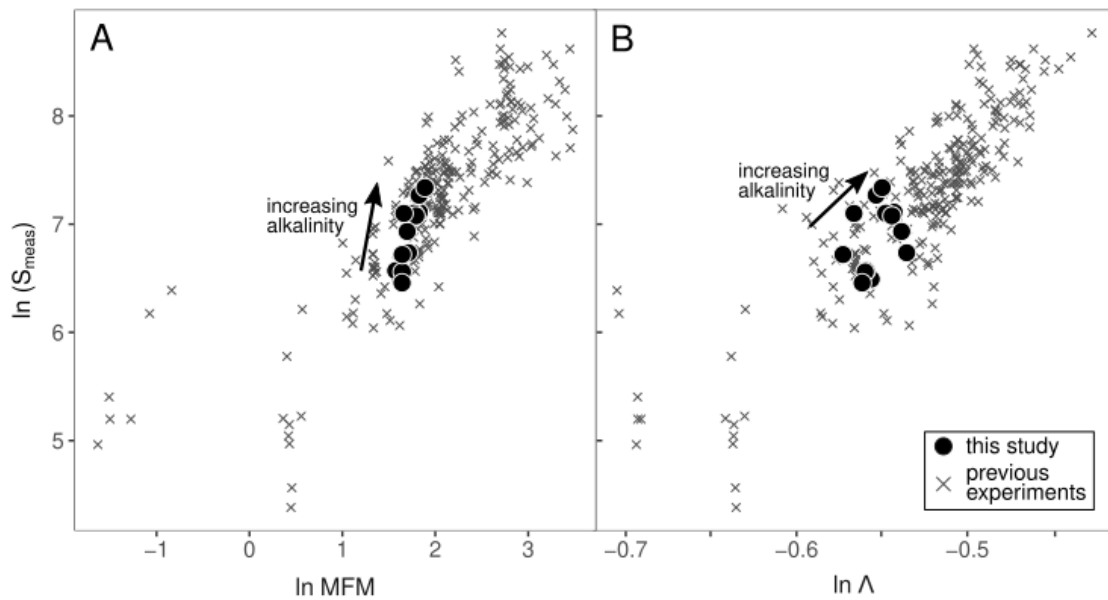 A
B
8
7
6
5
ln (Smeas)
increasing
alkalinity
increasing
alkalinity
this study
previous
experiments
−1
0
1
2
3
−0.7
−0.6
−0.5
ln MFM
ln Λ